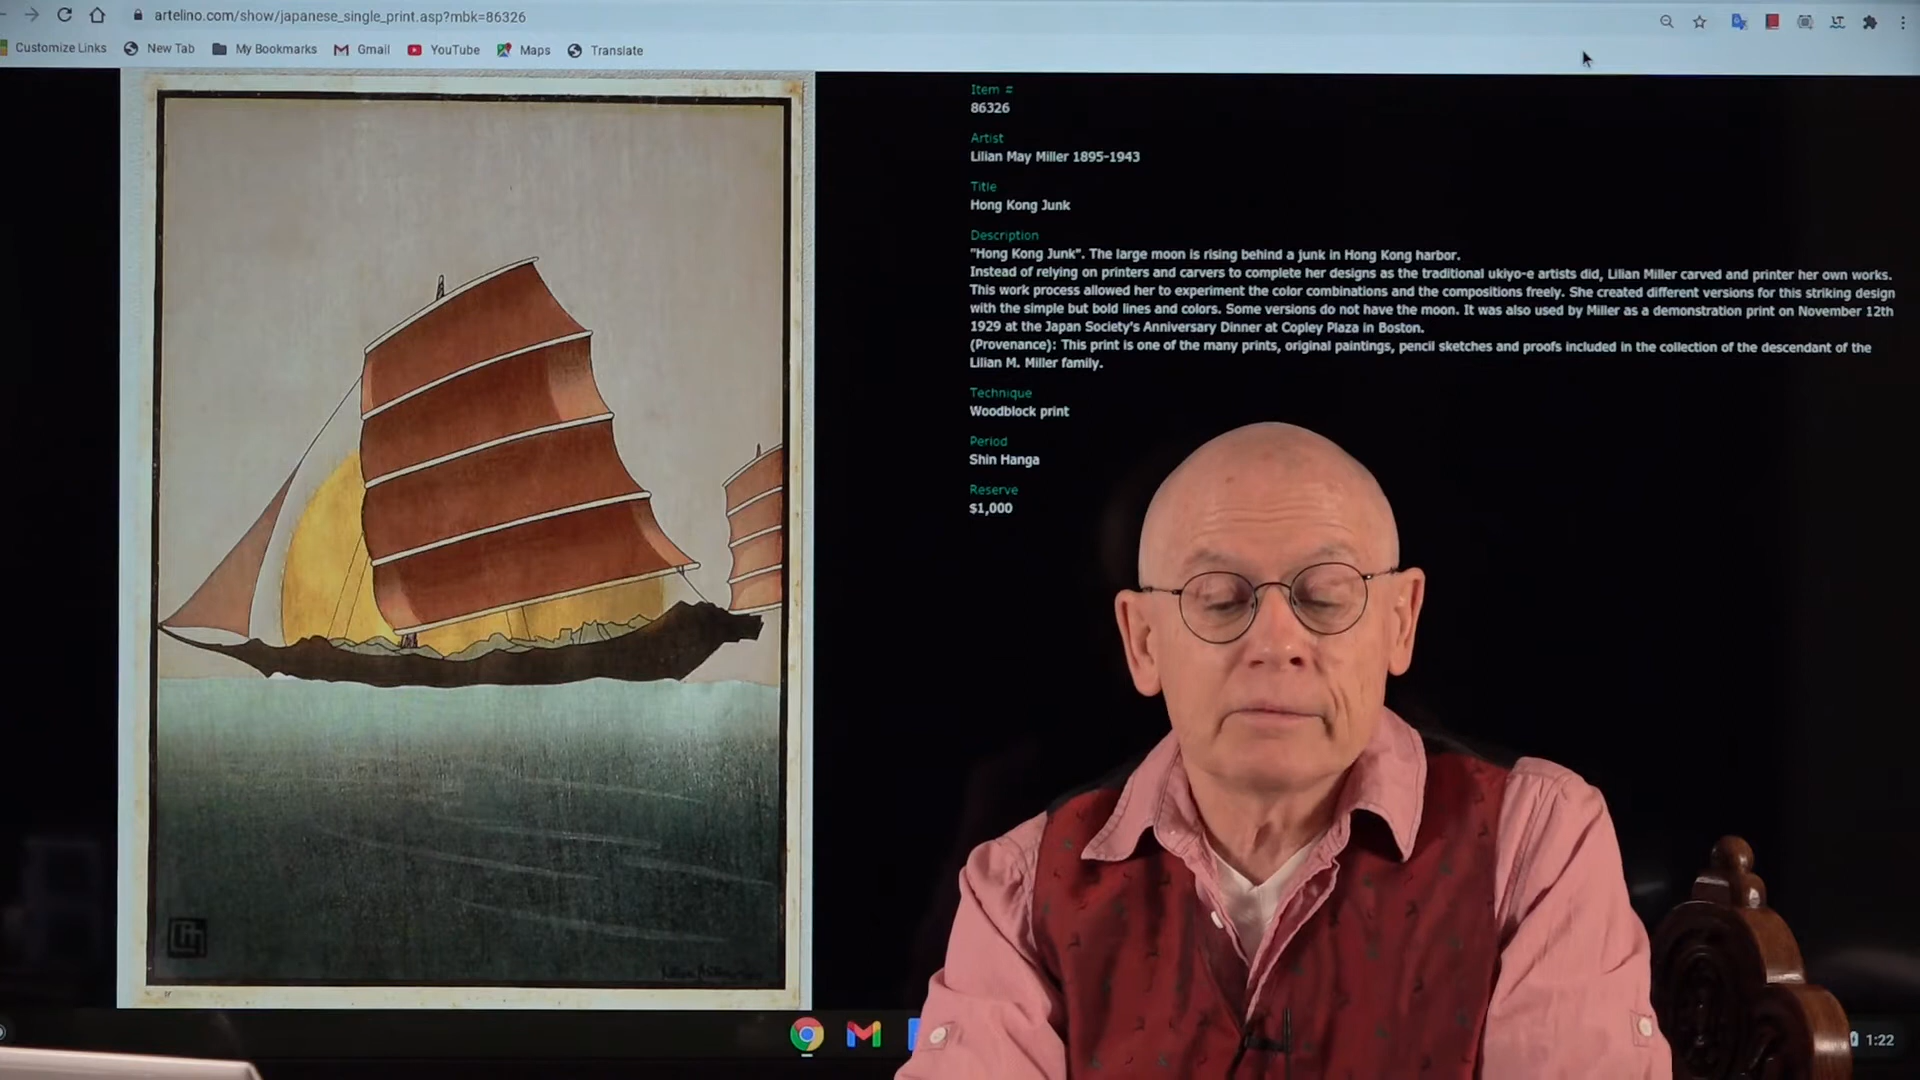 artelino.com/show/japanese_single_print.asp?mbk=86326
Customize Links New Tab My Bookmarks Gmail YouTube Maps Translate
Item #
86326
Artist
Lilian May Miller 1895-1943
Title
Hong Kong Junk
Description
"Hong Kong Junk". The large moon is rising behind a junk in Hong Kong harbor.
Instead of relying on printers and carvers to complete her designs as the traditional ukiyo-e artists did, Lilian Miller carved and printer her own works.
This work process allowed her to experiment the color combinations and the compositions freely. She created different versions for this striking design
with the simple but bold lines and colors. Some versions do not have the moon. It was also used by Miller as a demonstration print on November 12th
1929 at the Japan Society's Anniversary Dinner at Copley Plaza in Boston.
(Provenance): This print is one of the many prints, original paintings, pencil sketches and proofs included in the collection of the descendant of the
Lilian M. Miller family.
Technique
Woodblock print
Period
Shin Hanga
Reserve
$1,000
1:22